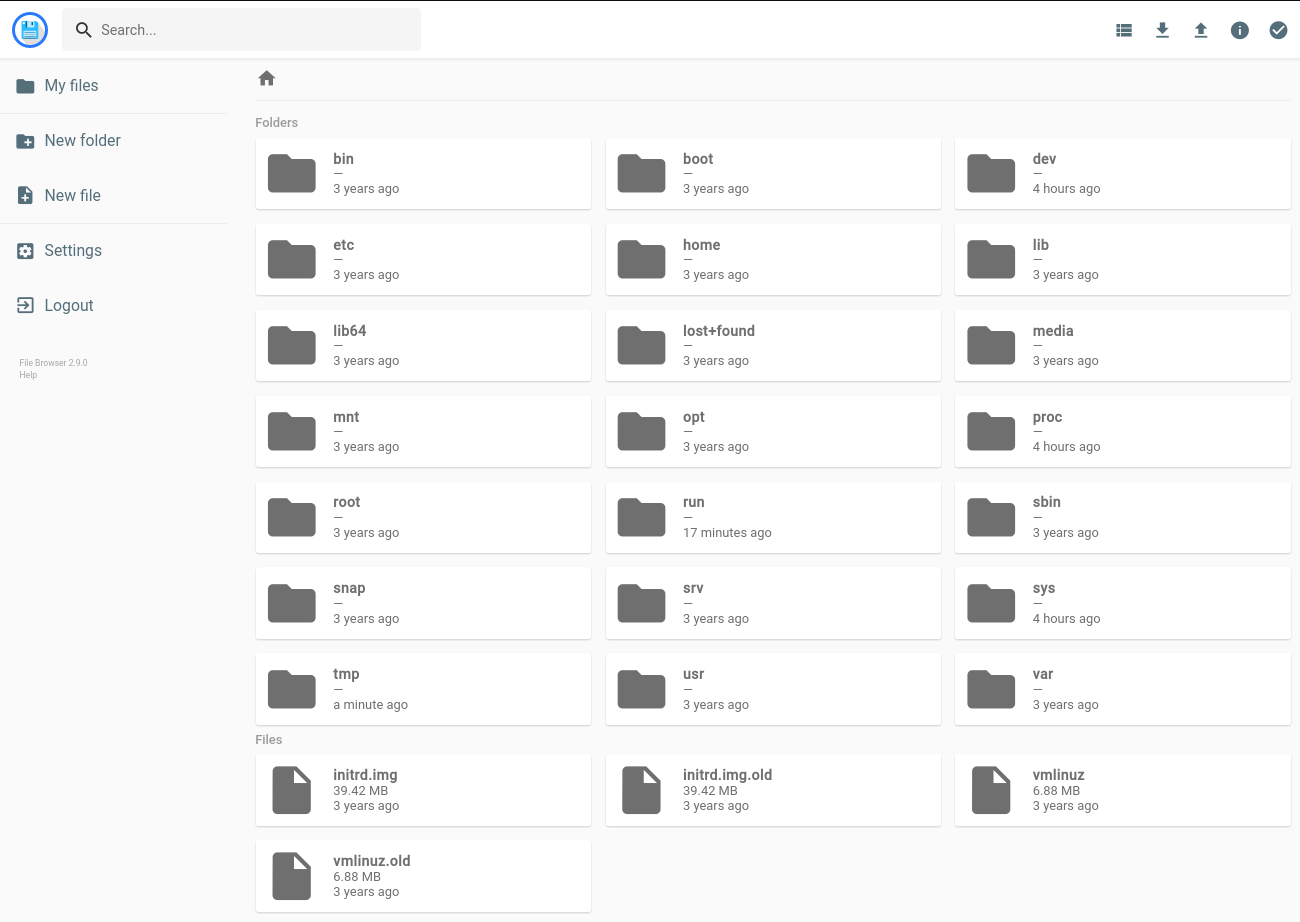 Search...
My files
New folder
New file
Settings
Logout
File Browser 2.9.0
Help
Folders
bin
—
3 years ago
boot
—
3 years ago
dev
—
4 hours ago
etc
—
3 years ago
home
—
3 years ago
lib
—
3 years ago
lib64
—
3 years ago
lost+found
—
3 years ago
media
—
3 years ago
mnt
—
3 years ago
opt
—
3 years ago
proc
—
4 hours ago
root
—
3 years ago
run
—
17 minutes ago
sbin
—
3 years ago
snap
—
3 years ago
srv
—
3 years ago
sys
—
4 hours ago
tmp
—
a minute ago
usr
—
3 years ago
var
—
3 years ago
Files
initrd.img
39.42 MB
3 years ago
initrd.img.old
39.42 MB
3 years ago
vmlinuz
6.88 MB
3 years ago
vmlinuz.old
6.88 MB
3 years ago